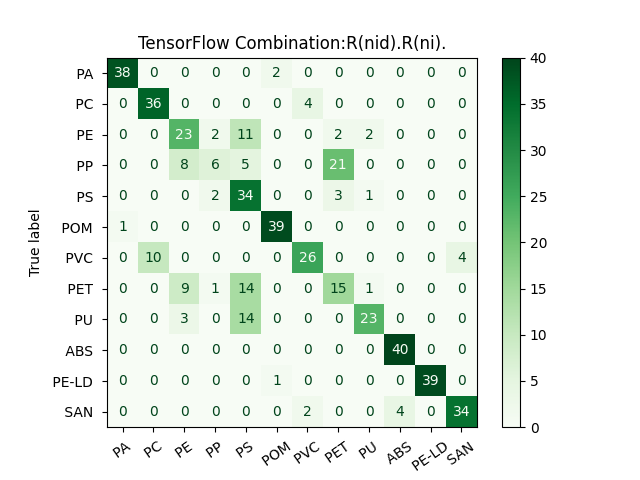 TensorFlow Combination:R(nid).R(ni).
True label
PA 38 0 0 0 0 2 0 0 0 0 0 0
PC 0 36 0 0 0 0 4 0 0 0 0 0
PE 0 0 23 2 11 0 0 2 2 0 0 0
PP 0 0 8 6 5 0 0 21 0 0 0 0
PS 0 0 0 2 34 0 0 3 1 0 0 0
POM 1 0 0 0 0 39 0 0 0 0 0 0
PVC 0 10 0 0 0 0 26 0 0 0 0 4
PET 0 0 9 1 14 0 0 15 1 0 0 0
PU 0 0 3 0 14 0 0 0 23 0 0 0
ABS 0 0 0 0 0 0 0 0 0 40 0 0
PE-LD 0 0 0 0 0 1 0 0 0 0 39 0
SAN 0 0 0 0 0 0 2 0 0 4 0 34
PA PC PE PP PS POM PVC PET PU ABS PE-LD SAN
40
35
30
25
20
15
10
5
0